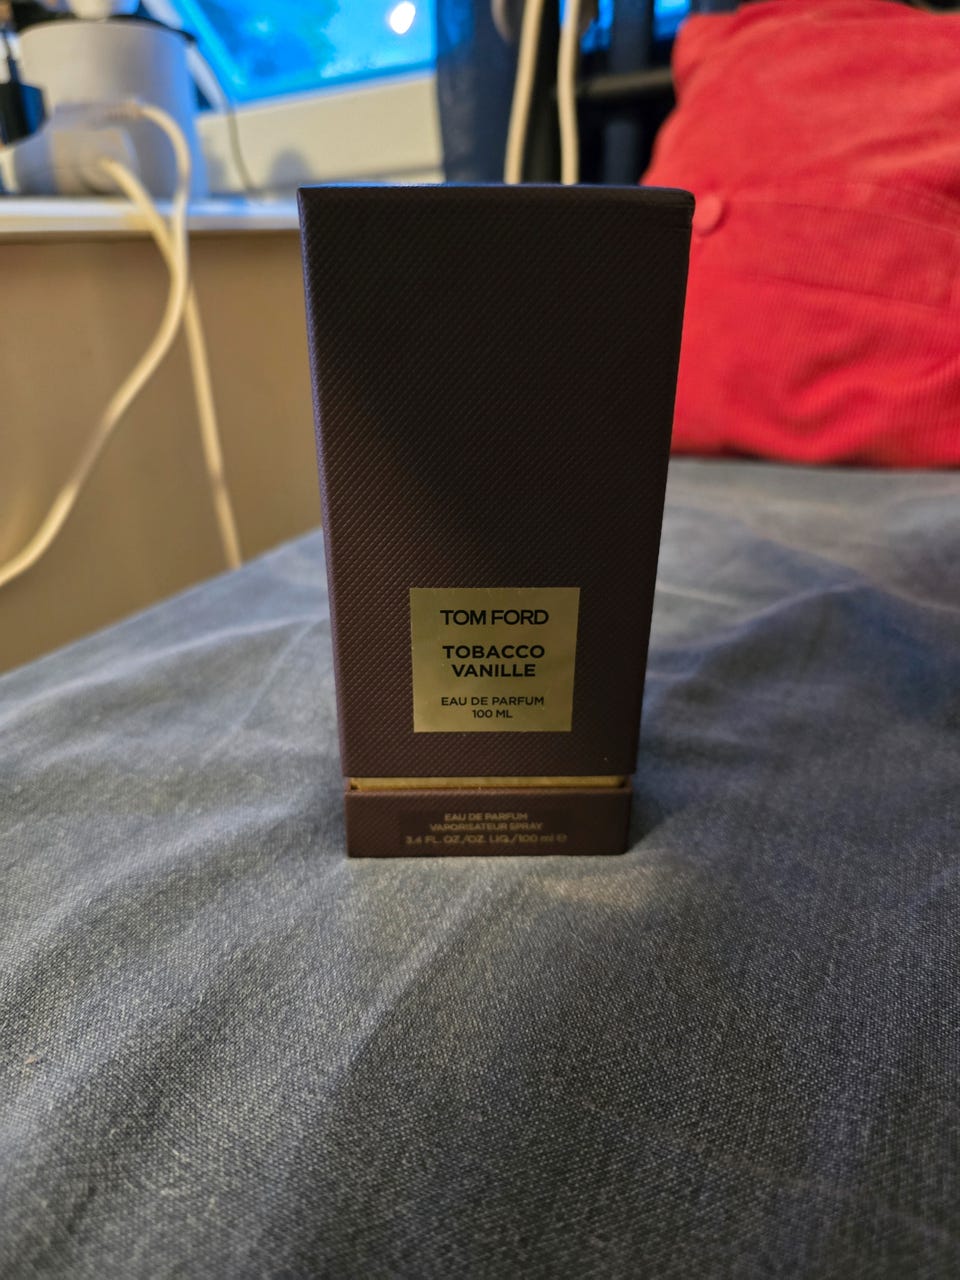 TOM FORD
TOBACCO
VANILLE
EAU DE PARFUM
100 ML
EAU DE PARFUM
VAPORISATEUR SPRAY
3.4 FL. OZ./OZ. LIQ./100 ml ℮